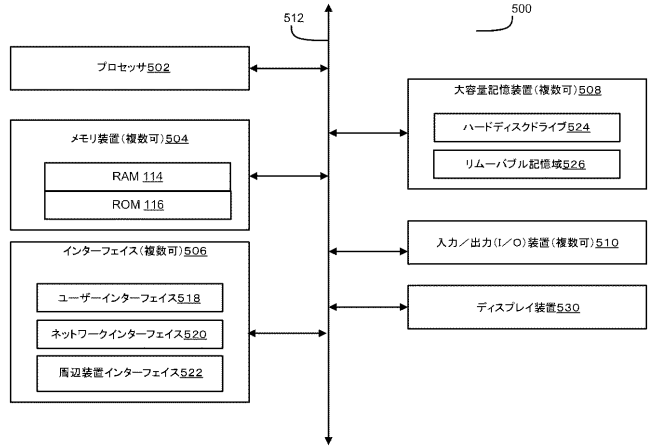 512
500
プロセッサ502
メモリ装置(複数可)504
RAM 114
ROM 116
インターフェイス(複数可)506
ユーザーインターフェイス518
ネットワークインターフェイス520
周辺装置インターフェイス522
大容量記憶装置(複数可)508
ハードディスクドライブ524
リムーバブル記憶域526
入力/出力(I/O)装置(複数可)510
ディスプレイ装置530